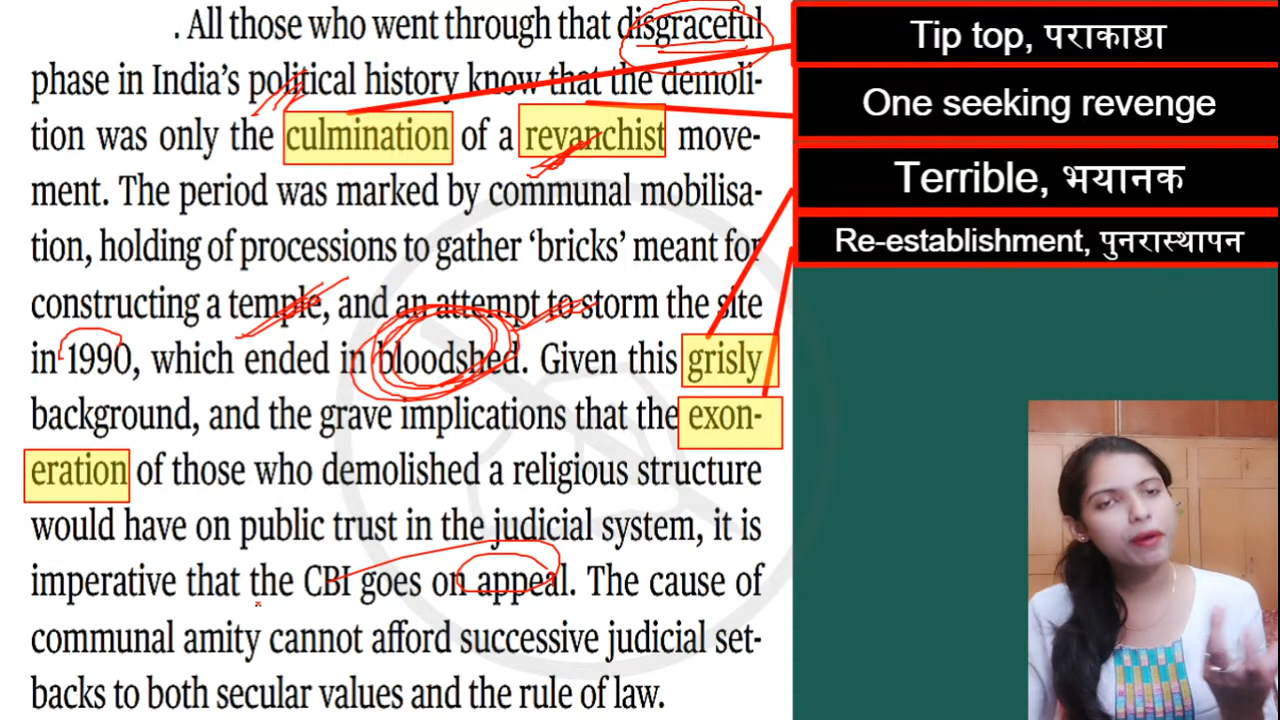 . All those who went through that disgraceful
phase in India’s political history know that the demoli-
tion was only the culmination of a revanchist move-
ment. The period was marked by communal mobilisa-
tion, holding of processions to gather ‘bricks’ meant for
constructing a temple, and an attempt to storm the site
in 1990, which ended in bloodshed. Given this grisly
background, and the grave implications that the exon-
eration of those who demolished a religious structure
would have on public trust in the judicial system, it is
imperative that the CBI goes on appeal. The cause of
communal amity cannot afford successive judicial set-
backs to both secular values and the rule of law.
Tip top, पराकाष्ठा
One seeking revenge
Terrible, भयानक
Re-establishment, पुनरास्थापन